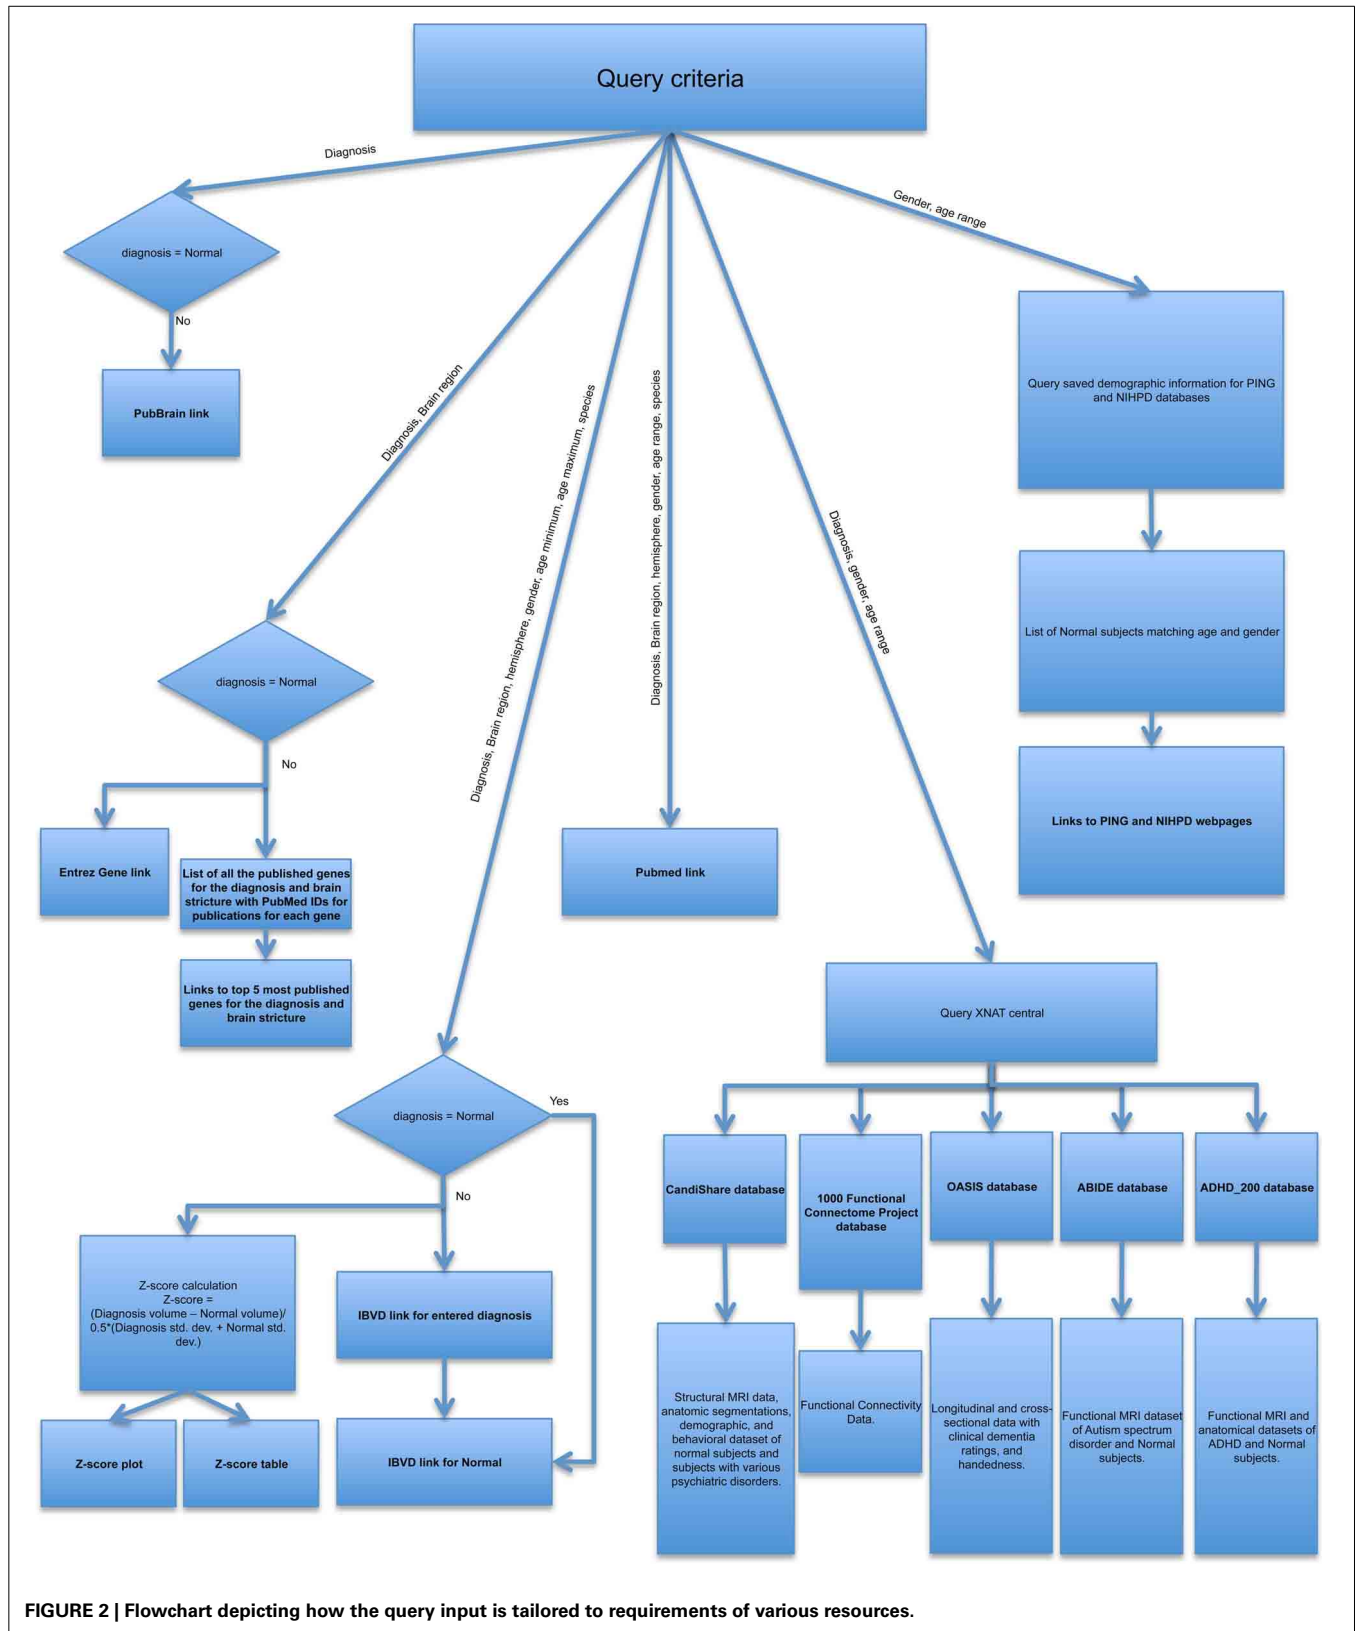 Query criteria
Diagnosis
Gender, age range
diagnosis = Normal
No
PubBrain link
Diagnosis, Brain region
Diagnosis, Brain region, hemisphere, gender, age minimum, age maximum, species
Diagnosis, Brain region, hemisphere, gender, age range, species
Diagnosis, gender, age range
Query saved demographic information for PING
and NIHPD databases
List of Normal subjects matching age and gender
Links to PING and NIHPD webpages
diagnosis = Normal
No
Entrez Gene link
List of all the published genes
for the diagnosis and brain
stricture with PubMed IDs for
publications for each gene
Links to top 5 most published
genes for the diagnosis and
brain stricture
Pubmed link
diagnosis = Normal
Yes
No
Z-score calculation
Z-score =
(Diagnosis volume – Normal volume)/
0.5*(Diagnosis std. dev. + Normal std.
dev.)
Z-score plot
Z-score table
IBVD link for entered diagnosis
IBVD link for Normal
Query XNAT central
CandiShare database
1000 Functional
Connectome Project
database
OASIS database
ABIDE database
ADHD_200 database
Structural MRI data,
anatomic segmentations,
demographic, and
behavioral dataset of
normal subjects and
subjects with various
psychiatric disorders.
Functional Connectivity
Data.
Longitudinal and cross-
sectional data with
clinical dementia
ratings, and
handedness.
Functional MRI dataset
of Autism spectrum
disorder and Normal
subjects.
Functional MRI and
anatomical datasets of
ADHD and Normal
subjects.
FIGURE 2 | Flowchart depicting how the query input is tailored to requirements of various resources.